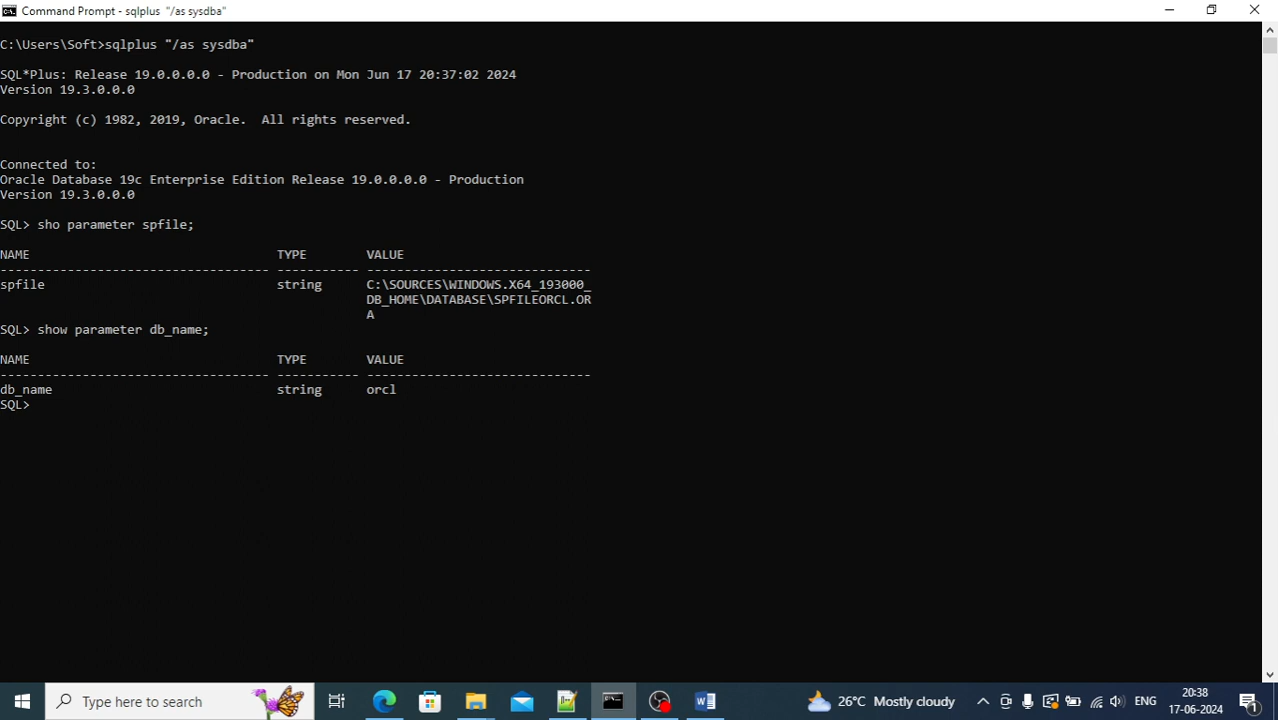 Command Prompt - sqlplus "/as sysdba"
C:\Users\Soft>sqlplus "/as sysdba"
SQL*Plus: Release 19.0.0.0.0 - Production on Mon Jun 17 20:37:02 2024
Version 19.3.0.0.0
Copyright (c) 1982, 2019, Oracle.  All rights reserved.
Connected to:
Oracle Database 19c Enterprise Edition Release 19.0.0.0.0 - Production
Version 19.3.0.0.0
SQL> sho parameter spfile;
NAME                                 TYPE        VALUE
------------------------------------ ----------- ------------------------------
spfile                               string      C:\SOURCES\WINDOWS.X64_193000_
                                                 DB_HOME\DATABASE\SPFILEORCL.OR
                                                 A
SQL> show parameter db_name;
NAME                                 TYPE        VALUE
------------------------------------ ----------- ------------------------------
db_name                              string      orcl
SQL>
Type here to search
26°C Mostly cloudy
ENG
20:38
17-06-2024
1